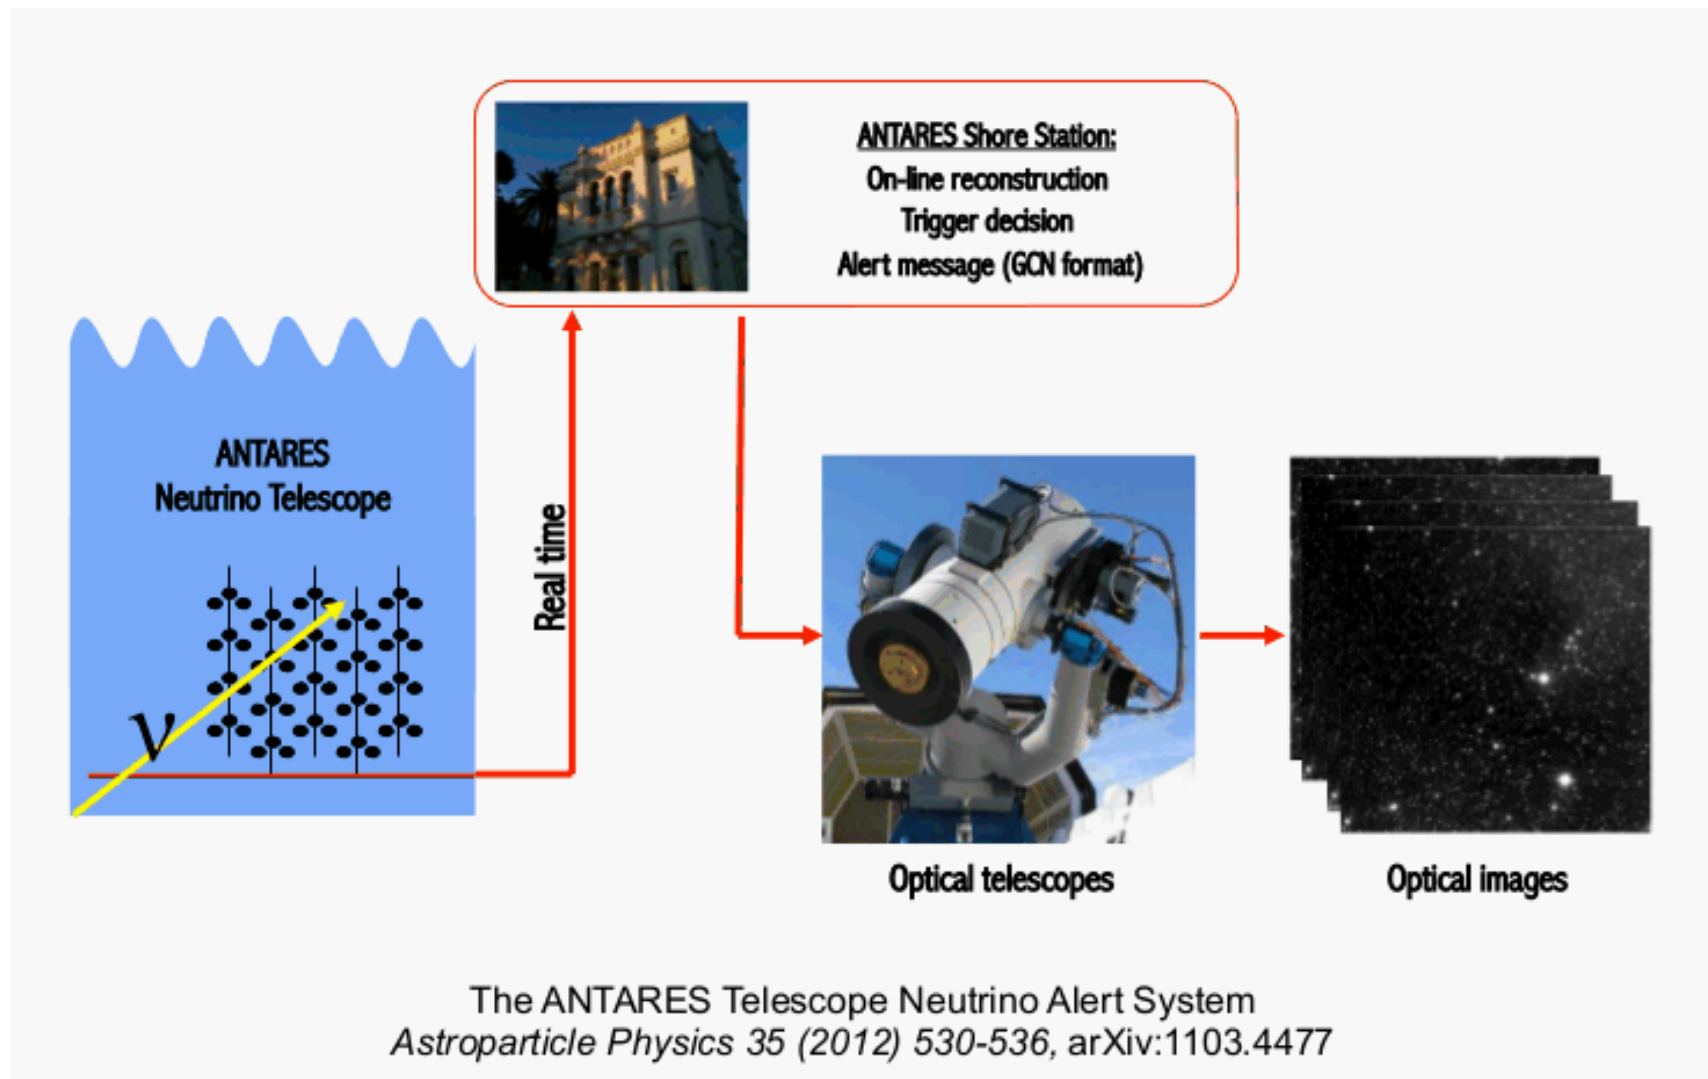 ANTARES Shore Station:
On-line reconstruction
Trigger decision
Alert message (GCN format)
ANTARES
Neutrino Telescope
ν
Real time
Optical telescopes
Optical images
The ANTARES Telescope Neutrino Alert System
Astroparticle Physics 35 (2012) 530-536, arXiv:1103.4477